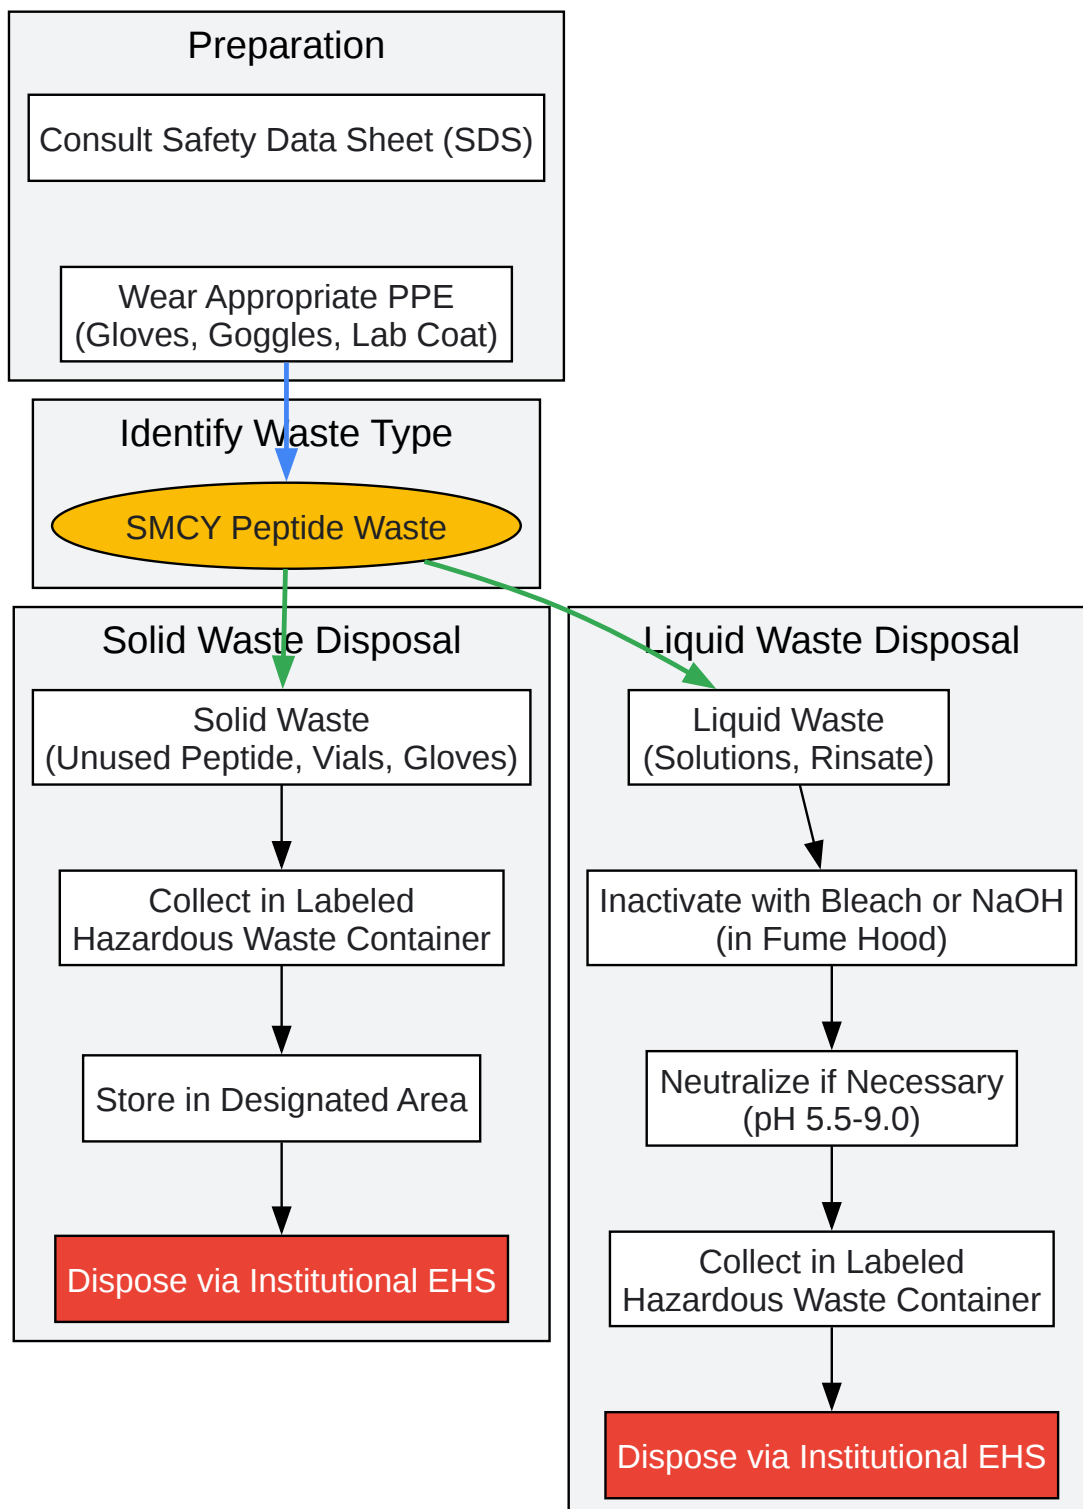 Preparation
Consult Safety Data Sheet (SDS)
Wear Appropriate PPE
(Gloves, Goggles, Lab Coat)
Identify Waste Type
SMCY Peptide Waste
Solid Waste Disposal
Solid Waste
(Unused Peptide, Vials, Gloves)
Collect in Labeled
Hazardous Waste Container
Store in Designated Area
Dispose via Institutional EHS
Liquid Waste Disposal
Liquid Waste
(Solutions, Rinsate)
Inactivate with Bleach or NaOH
(in Fume Hood)
Neutralize if Necessary
(pH 5.5-9.0)
Collect in Labeled
Hazardous Waste Container
Dispose via Institutional EHS